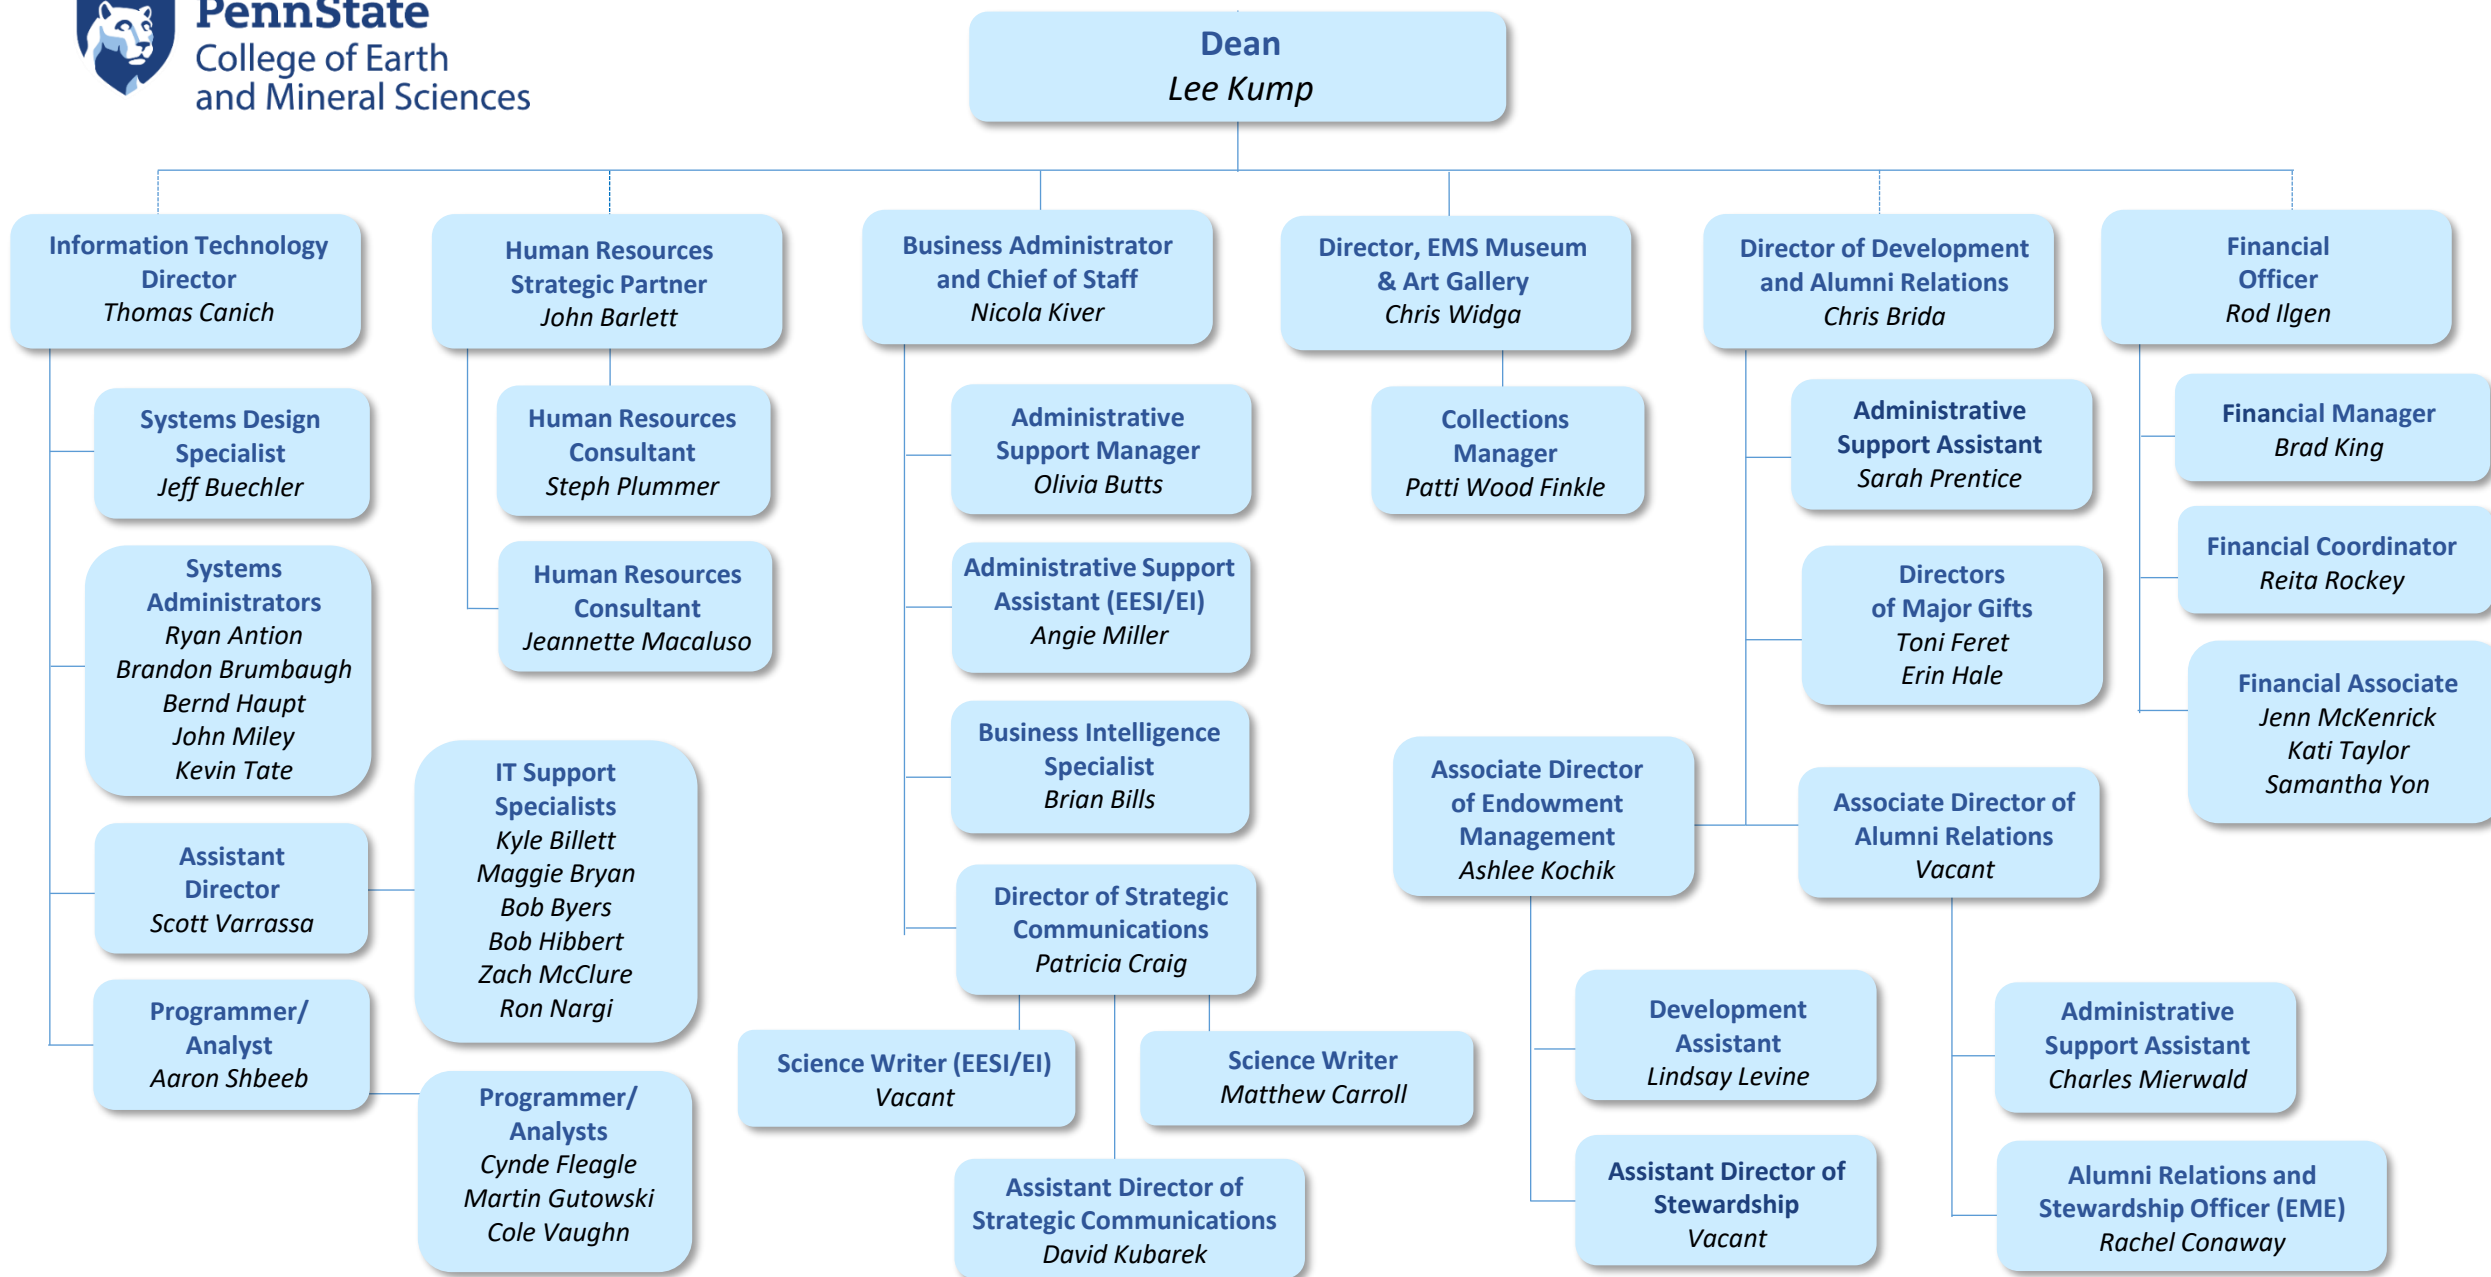 PennState
College of Earth
and Mineral Sciences
Dean
Lee Kump
Information Technology
Director
Thomas Canich
Human Resources
Strategic Partner
John Barlett
Business Administrator
and Chief of Staff
Nicola Kiver
Director, EMS Museum
& Art Gallery
Chris Widga
Director of Development
and Alumni Relations
Chris Brida
Financial
Officer
Rod Ilgen
Systems Design
Specialist
Jeff Buechler
Systems
Administrators
Ryan Antion
Brandon Brumbaugh
Bernd Haupt
John Miley
Kevin Tate
Assistant
Director
Scott Varrassa
IT Support
Specialists
Kyle Billett
Maggie Bryan
Bob Byers
Bob Hibbert
Zach McClure
Ron Nargi
Programmer/
Analyst
Aaron Shbeeb
Programmer/
Analysts
Cynde Fleagle
Martin Gutowski
Cole Vaughn
Human Resources
Consultant
Steph Plummer
Human Resources
Consultant
Jeannette Macaluso
Administrative
Support Manager
Olivia Butts
Administrative Support
Assistant (EESI/EI)
Angie Miller
Business Intelligence
Specialist
Brian Bills
Director of Strategic
Communications
Patricia Craig
Science Writer (EESI/EI)
Vacant
Science Writer
Matthew Carroll
Assistant Director of
Strategic Communications
David Kubarek
Collections
Manager
Patti Wood Finkle
Administrative
Support Assistant
Sarah Prentice
Directors
of Major Gifts
Toni Feret
Erin Hale
Associate Director
of Endowment
Management
Ashlee Kochik
Associate Director of
Alumni Relations
Vacant
Development
Assistant
Lindsay Levine
Assistant Director of
Stewardship
Vacant
Administrative
Support Assistant
Charles Mierwald
Alumni Relations and
Stewardship Officer (EME)
Rachel Conaway
Financial Manager
Brad King
Financial Coordinator
Reita Rockey
Financial Associate
Jenn McKenrick
Kati Taylor
Samantha Yon